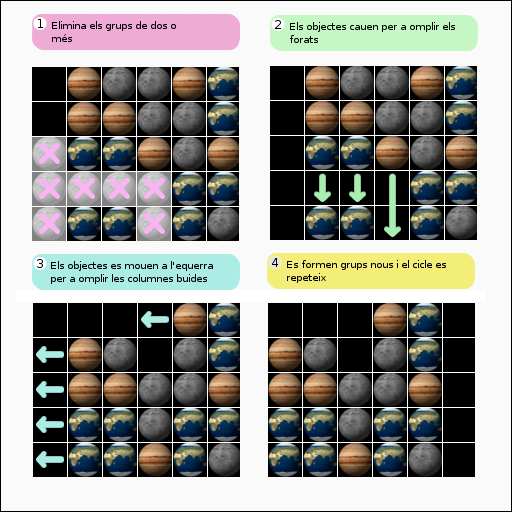 1 Elimina els grups de dos o
més
2 Els objectes cauen per a omplir els
forats
3 Els objectes es mouen a l'equerra
per a omplir les columnes buides
4 Es formen grups nous i el cicle es
repeteix